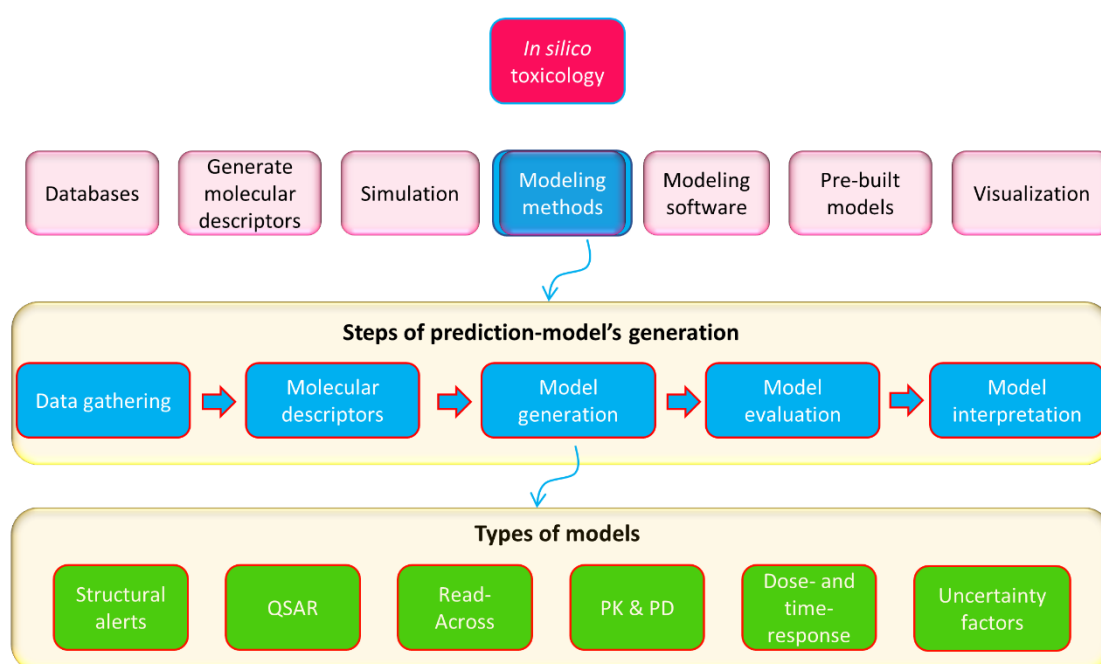 In silico
toxicology
Databases
Generate
molecular
descriptors
Simulation
Modeling
methods
Modeling
software
Pre-built
models
Visualization
Steps of prediction-model's generation
Data gathering
Molecular
descriptors
Model
generation
Model
evaluation
Model
interpretation
Types of models
Structural
alerts
QSAR
Read-
Across
PK & PD
Dose- and
time-
response
Uncertainty
factors